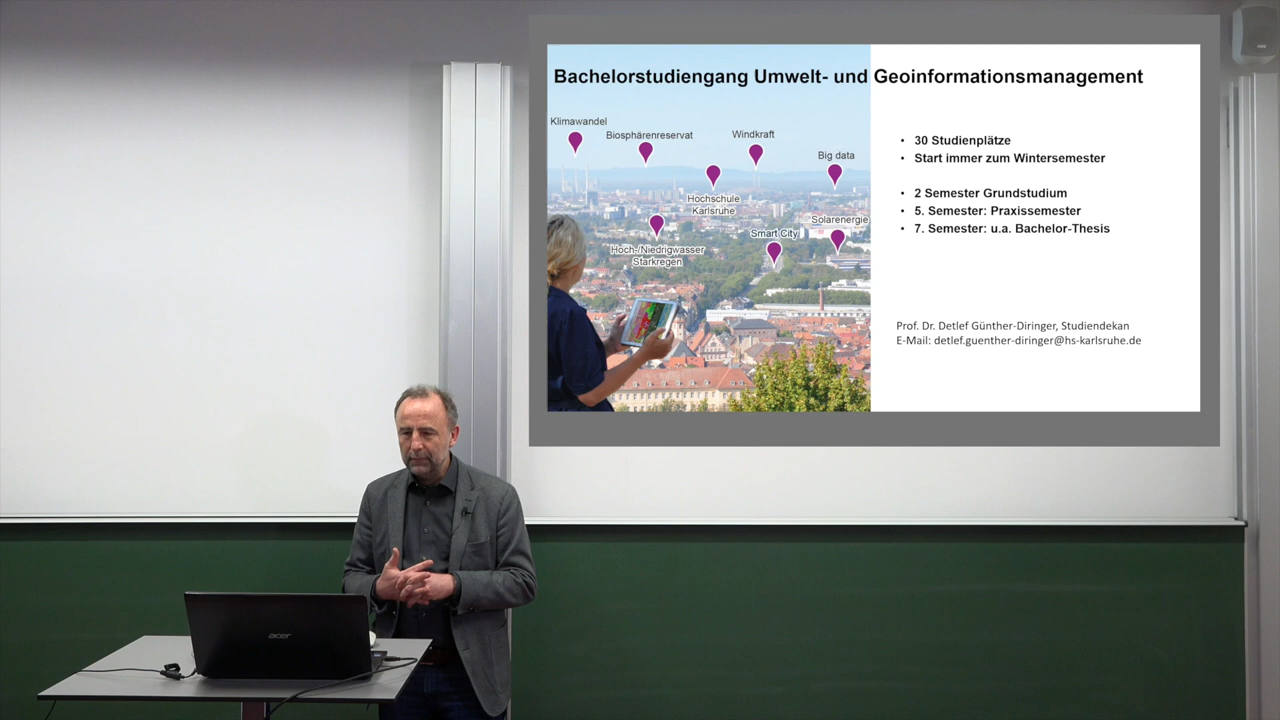 Bachelorstudiengang Umwelt- und Geoinformationsmanagement
Klimawandel
Biosphärenreservat
Windkraft
Big data
Hochschule
Karlsruhe
Solarenergie
Smart City
Hoch-/Niedrigwasser
Starkregen
• 30 Studienplätze
• Start immer zum Wintersemester
• 2 Semester Grundstudium
• 5. Semester: Praxissemester
• 7. Semester: u.a. Bachelor-Thesis
Prof. Dr. Detlef Günther-Diringer, Studiendekan
E-Mail: detlef.guenther-diringer@hs-karlsruhe.de
acer